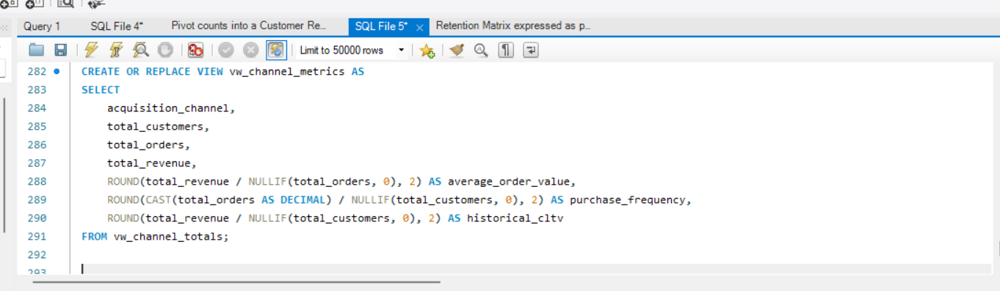 Query 1 SQL File 4* Pivot counts into a Customer Re... SQL File 5* Retention Matrix expressed as p...
Limit to 50000 rows
282 CREATE OR REPLACE VIEW vw_channel_metrics AS
283 SELECT
284 acquisition_channel,
285 total_customers,
286 total_orders,
287 total_revenue,
288 ROUND(total_revenue / NULLIF(total_orders, 0), 2) AS average_order_value,
289 ROUND(CAST(total_orders AS DECIMAL) / NULLIF(total_customers, 0), 2) AS purchase_frequency,
290 ROUND(total_revenue / NULLIF(total_customers, 0), 2) AS historical_cltv
291 FROM vw_channel_totals;
292
293